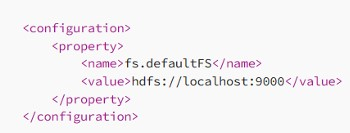 <configuration>
    <property>
        <name>fs.defaultFS</name>
        <value>hdfs://localhost:9000</value>
    </property>
</configuration>